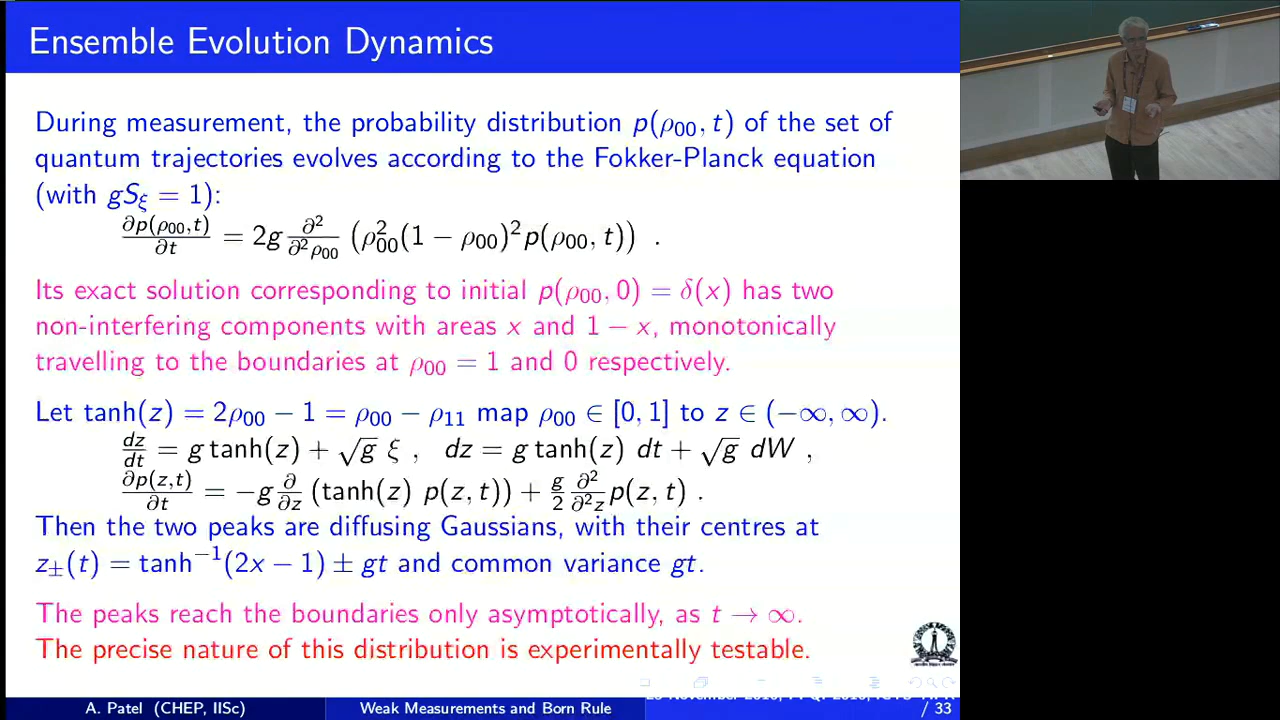 Ensemble Evolution Dynamics
During measurement, the probability distribution p(ρ₀₀, t) of the set of
quantum trajectories evolves according to the Fokker-Planck equation
(with gS_ξ = 1):
∂p(ρ₀₀,t)/∂t = 2g ∂²/∂²ρ₀₀ (ρ₀₀²(1 − ρ₀₀)²p(ρ₀₀, t)) .
Its exact solution corresponding to initial p(ρ₀₀, 0) = δ(x) has two
non-interfering components with areas x and 1 − x, monotonically
travelling to the boundaries at ρ₀₀ = 1 and 0 respectively.
Let tanh(z) = 2ρ₀₀ − 1 = ρ₀₀ − ρ₁₁ map ρ₀₀ ∈ [0, 1] to z ∈ (−∞, ∞).
dz/dt = g tanh(z) + √g ξ , dz = g tanh(z) dt + √g dW ,
∂p(z,t)/∂t = −g ∂/∂z (tanh(z) p(z, t)) + g/2 ∂²/∂²z p(z, t) .
Then the two peaks are diffusing Gaussians, with their centres at
z±(t) = tanh⁻¹(2x − 1) ± gt and common variance gt.
The peaks reach the boundaries only asymptotically, as t → ∞.
The precise nature of this distribution is experimentally testable.
A. Patel (CHEP, IISc) Weak Measurements and Born Rule / 33